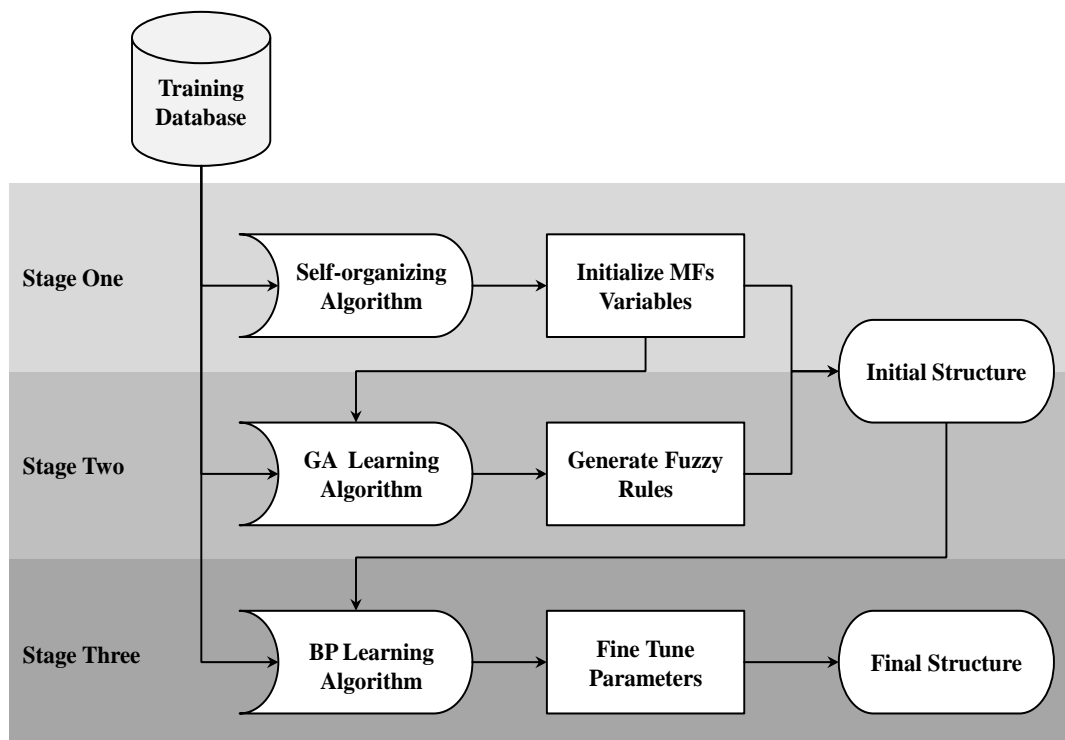 Training
Database
Stage One
Self-organizing
Algorithm
Initialize MFs
Variables
Initial Structure
Stage Two
GA Learning
Algorithm
Generate Fuzzy
Rules
Stage Three
BP Learning
Algorithm
Fine Tune
Parameters
Final Structure